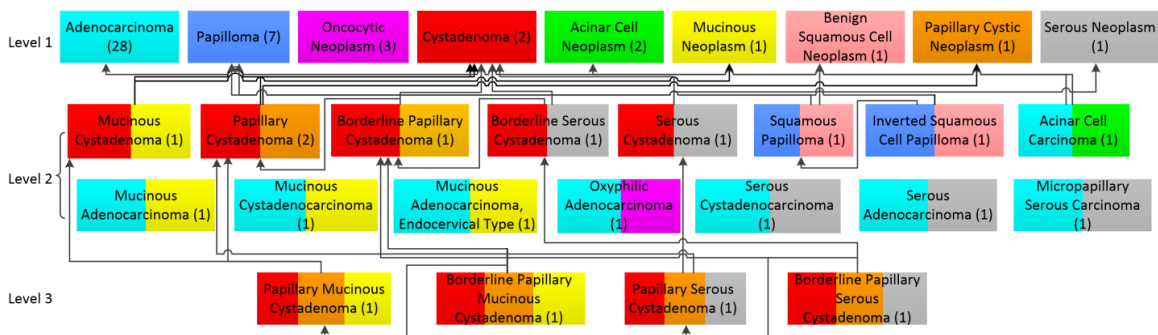 Level 1
Adenocarcinoma
(28)
Papilloma (7)
Oncocytic
Neoplasm (3)
Cystadenoma (2)
Acinar Cell
Neoplasm (2)
Mucinous
Neoplasm (1)
Benign
Squamous Cell
Neoplasm (1)
Papillary Cystic
Neoplasm (1)
Serous Neoplasm
(1)
Level 2
Mucinous
Cystadenoma (1)
Papillary
Cystadenoma (2)
Borderline Papillary
Cystadenoma (1)
Borderline Serous
Cystadenoma (1)
Serous
Cystadenoma (1)
Squamous
Papilloma (1)
Inverted Squamous
Cell Papilloma (1)
Acinar Cell
Carcinoma (1)
Mucinous
Adenocarcinoma (1)
Mucinous
Cystadenocarcinoma
(1)
Mucinous
Adenocarcinoma,
Endocervical Type (1)
Oxyphilic
Adenocarcinoma
(1)
Serous
Cystadenocarcinoma
(1)
Serous
Adenocarcinoma (1)
Micropapillary
Serous Carcinoma
(1)
Level 3
Papillary Mucinous
Cystadenoma (1)
Borderline Papillary
Mucinous
Cystadenoma (1)
Papillary Serous
Cystadenoma (1)
Borderline Papillary
Serous
Cystadenoma (1)